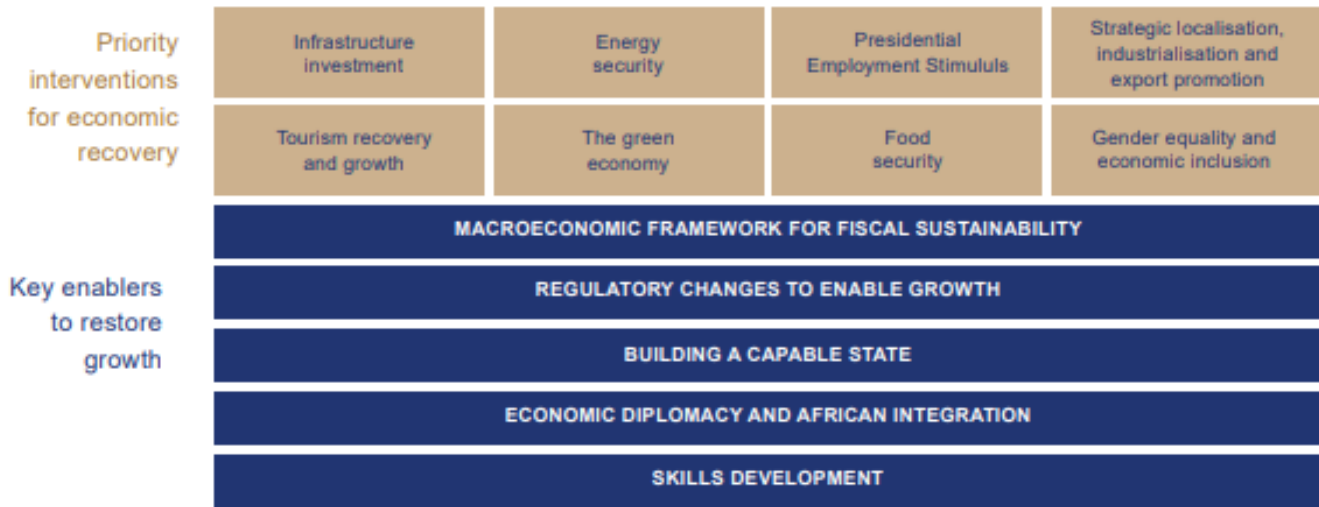 Priority
interventions
for economic
recovery
Infrastructure
investment
Energy
security
Presidential
Employment Stimululs
Strategic localisation,
industrialisation and
export promotion
Tourism recovery
and growth
The green
economy
Food
security
Gender equality and
economic inclusion
Key enablers
to restore
growth
MACROECONOMIC FRAMEWORK FOR FISCAL SUSTAINABILITY
REGULATORY CHANGES TO ENABLE GROWTH
BUILDING A CAPABLE STATE
ECONOMIC DIPLOMACY AND AFRICAN INTEGRATION
SKILLS DEVELOPMENT